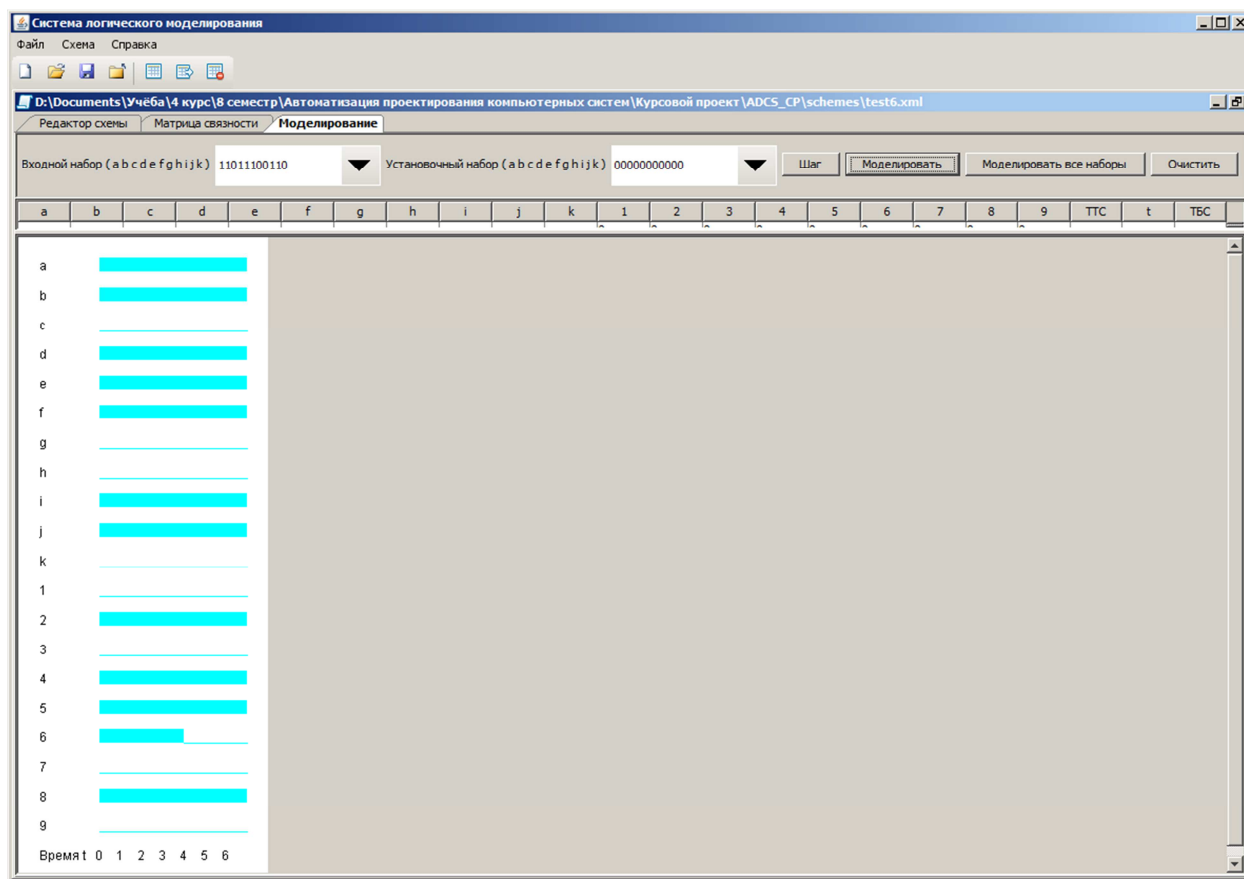 Система логического моделирования
Файл Схема Справка
D:\Documents\Учёба\4 курс\8 семестр\Автоматизация проектирования компьютерных систем\Курсовой проект\ADCS_CP\schemes\test6.xml
Редактор схемы Матрица связности Моделирование
Входной набор ( a b c d e f g h i j k ) 11011100110 Установочный набор ( a b c d e f g h i j k ) 00000000000 Шаг Моделировать Моделировать все наборы Очистить
a b c d e f g h i j k 1 2 3 4 5 6 7 8 9 ТТС t ТБС
a
b
c
d
e
f
g
h
i
j
k
1
2
3
4
5
6
7
8
9
Время t 0 1 2 3 4 5 6